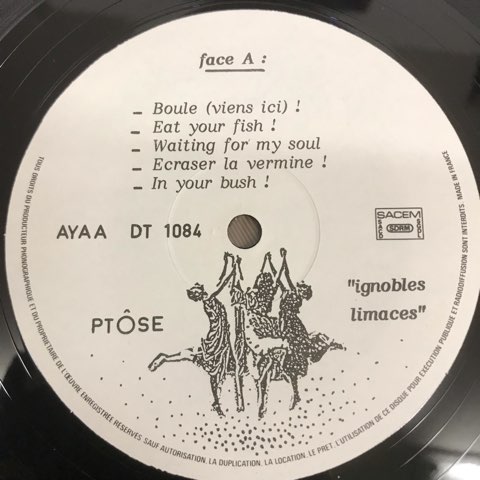 face A :
_ Boule (viens ici) !
_ Eat your fish !
_ Waiting for my soul
_ Ecraser la vermine !
_ In your bush !
AYAA DT 1084
SACEM
SACD
SDRM
SGDL
PTÔSE
"ignobles
limaces"
TOUS DROITS DU PRODUCTEUR PHONOGRAPHIQUE ET DU PROPRIETAIRE DE L'ŒUVRE ENREGISTREE RESERVES SAUF AUTORISATION, LA DUPLICATION, LA LOCATION, LE PRET, L'UTILISATION DE CE DISQUE POUR EXECUTION PUBLIQUE ET RADIODIFFUSION SONT INTERDITS. MADE IN FRANCE